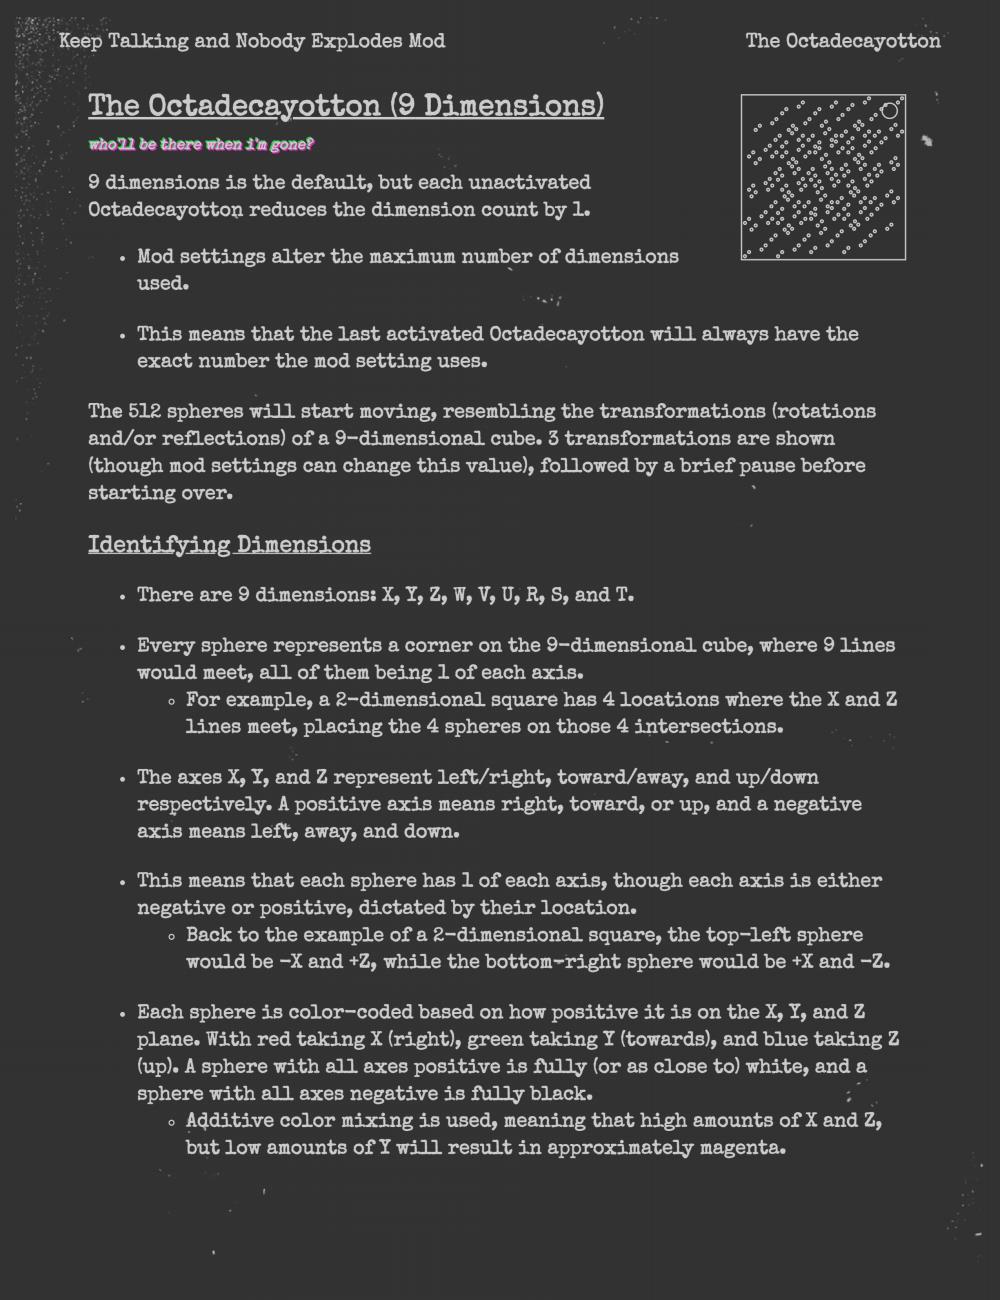 Keep Talking and Nobody Explodes Mod
The Octadecayotton
The Octadecayotton (9 Dimensions)
who'll be there when i'm gone?
9 dimensions is the default, but each unactivated
Octadecayotton reduces the dimension count by 1.
• Mod settings alter the maximum number of dimensions
used.
• This means that the last activated Octadecayotton will always have the
exact number the mod setting uses.
The 512 spheres will start moving, resembling the transformations (rotations
and/or reflections) of a 9-dimensional cube. 3 transformations are shown
(though mod settings can change this value), followed by a brief pause before
starting over.
Identifying Dimensions
• There are 9 dimensions: X, Y, Z, W, V, U, R, S, and T.
• Every sphere represents a corner on the 9-dimensional cube, where 9 lines
would meet, all of them being 1 of each axis.
◦ For example, a 2-dimensional square has 4 locations where the X and Z
lines meet, placing the 4 spheres on those 4 intersections.
• The axes X, Y, and Z represent left/right, toward/away, and up/down
respectively. A positive axis means right, toward, or up, and a negative
axis means left, away, and down.
• This means that each sphere has 1 of each axis, though each axis is either
negative or positive, dictated by their location.
◦ Back to the example of a 2-dimensional square, the top-left sphere
would be -X and +Z, while the bottom-right sphere would be +X and -Z.
• Each sphere is color-coded based on how positive it is on the X, Y, and Z
plane. With red taking X (right), green taking Y (towards), and blue taking Z
(up). A sphere with all axes positive is fully (or as close to) white, and a
sphere with all axes negative is fully black.
◦ Additive color mixing is used, meaning that high amounts of X and Z,
but low amounts of Y will result in approximately magenta.